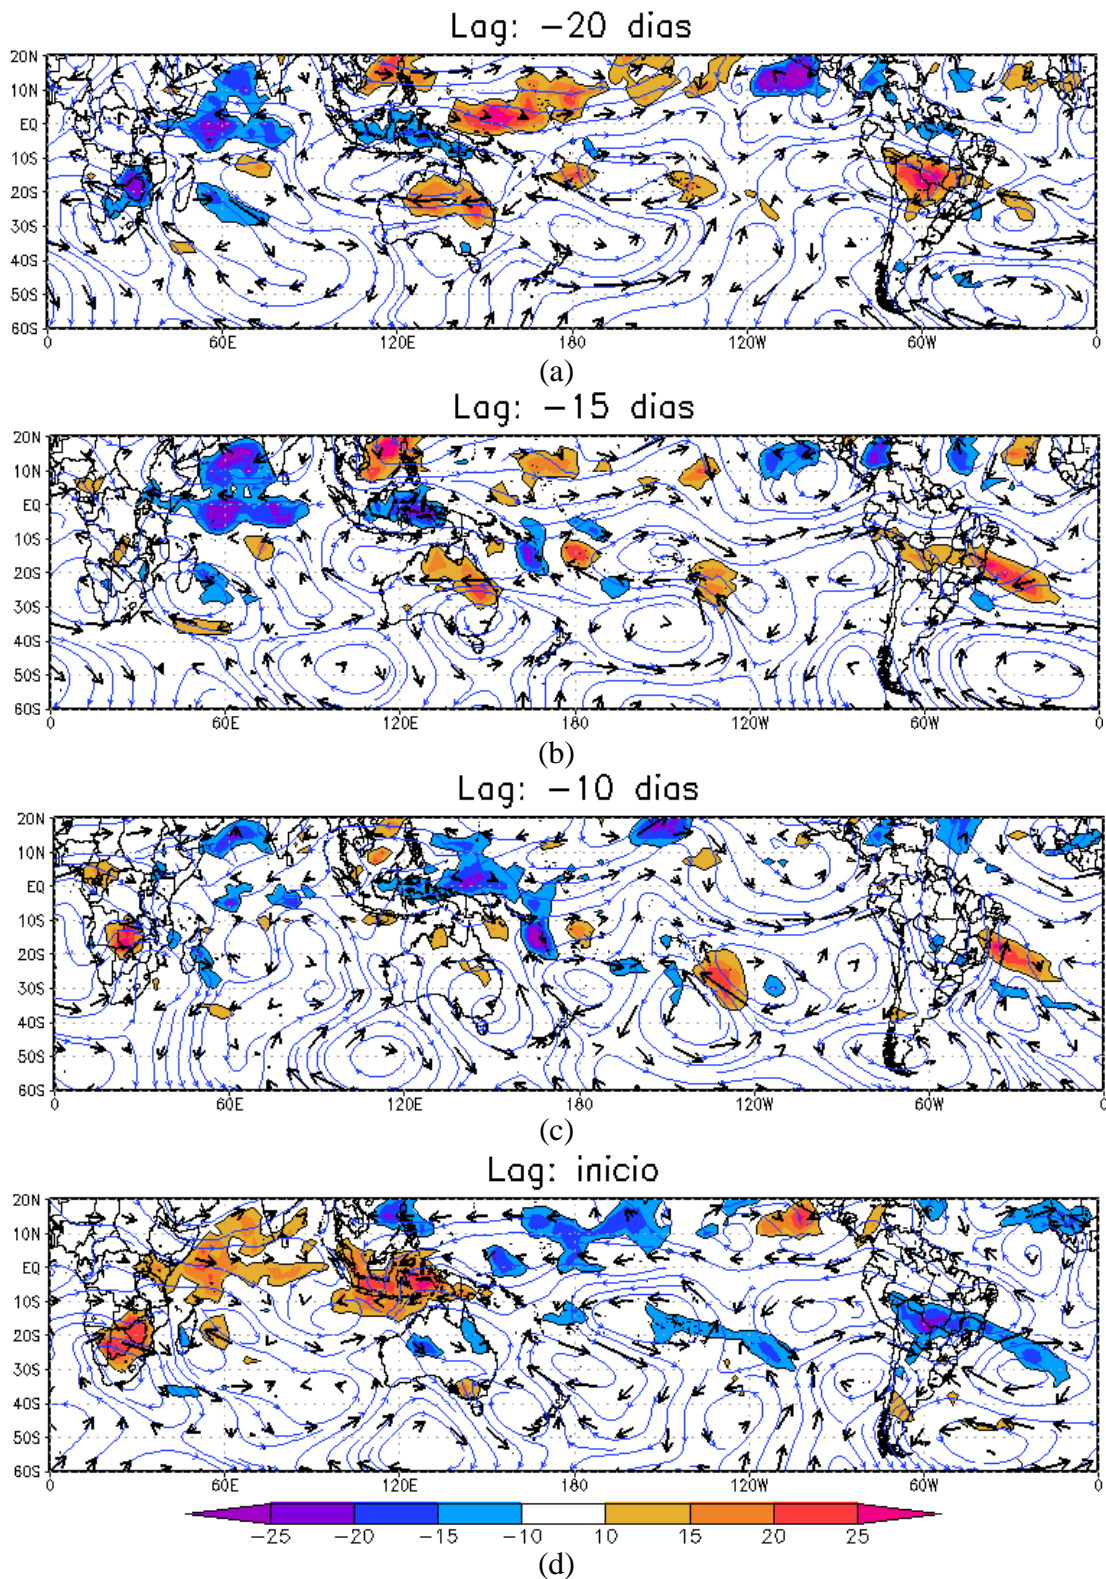 Lag: −20 dias
20N
10N
EQ
10S
20S
30S
40S
50S
60S
0 60E 120E 180 120W 60W 0
(a)
Lag: −15 dias
20N
10N
EQ
10S
20S
30S
40S
50S
60S
0 60E 120E 180 120W 60W 0
(b)
Lag: −10 dias
20N
10N
EQ
10S
20S
30S
40S
50S
60S
0 60E 120E 180 120W 60W 0
(c)
Lag: inicio
20N
10N
EQ
10S
20S
30S
40S
50S
60S
0 60E 120E 180 120W 60W 0
−25 −20 −15 −10 10 15 20 25
(d)